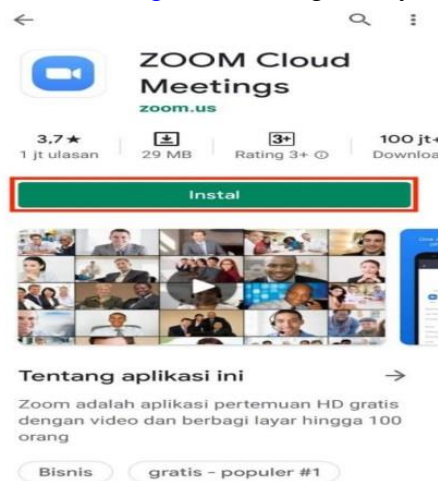 ZOOM Cloud
Meetings
zoom.us
3,7★
1 jt ulasan
29 MB
3+
Rating 3+
100 jt+
Downloa
Instal
Tentang aplikasi ini
Zoom adalah aplikasi pertemuan HD gratis
dengan video dan berbagi layar hingga 100
orang
Bisnis
gratis - populer #1